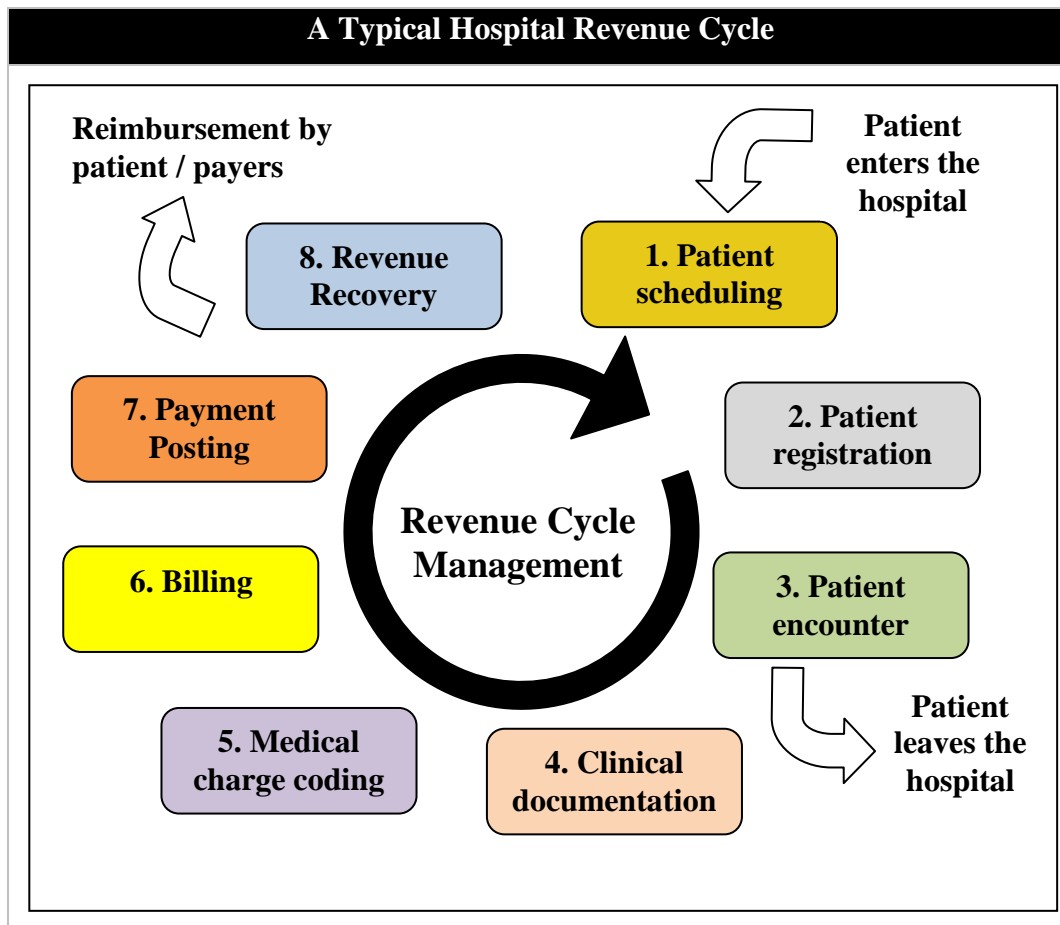 A Typical Hospital Revenue Cycle
Reimbursement by
patient / payers
Patient
enters the
hospital
8. Revenue
Recovery
1. Patient
scheduling
7. Payment
Posting
2. Patient
registration
Revenue Cycle
Management
6. Billing
3. Patient
encounter
5. Medical
charge coding
4. Clinical
documentation
Patient
leaves the
hospital